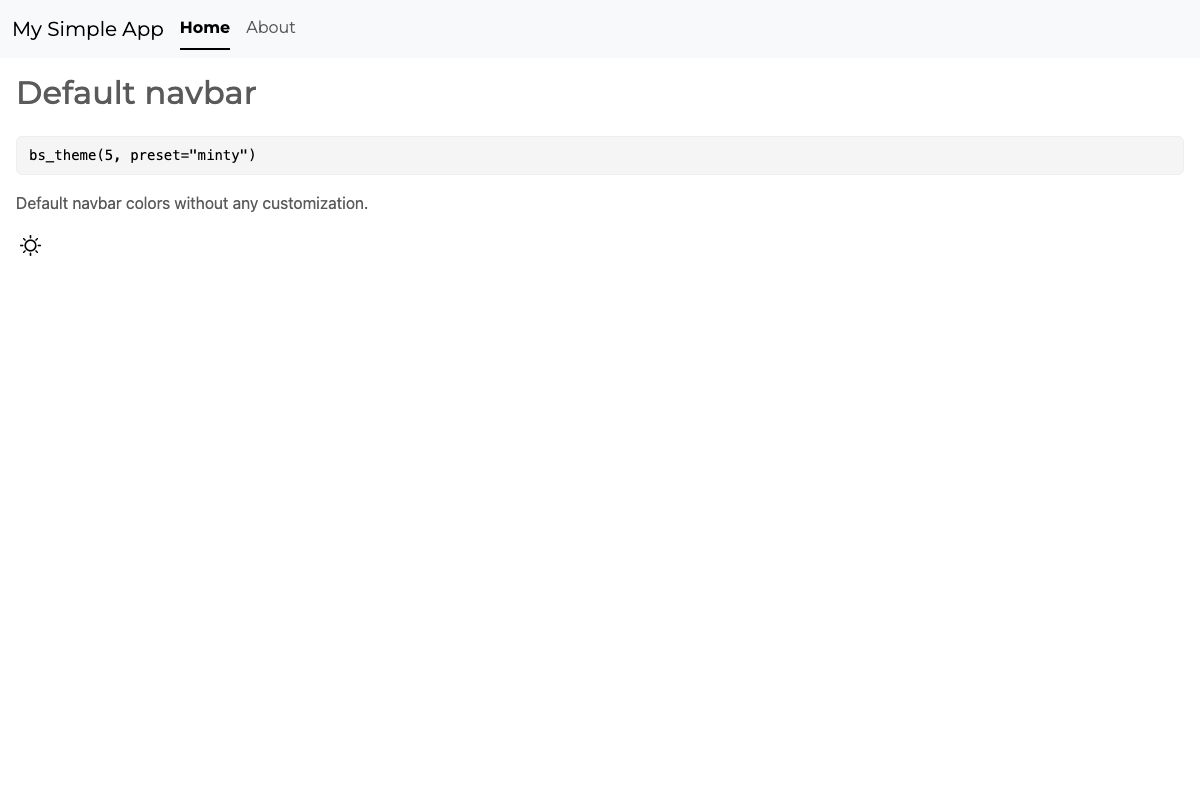 My Simple App Home About
Default navbar
bs_theme(5, preset="minty")
Default navbar colors without any customization.